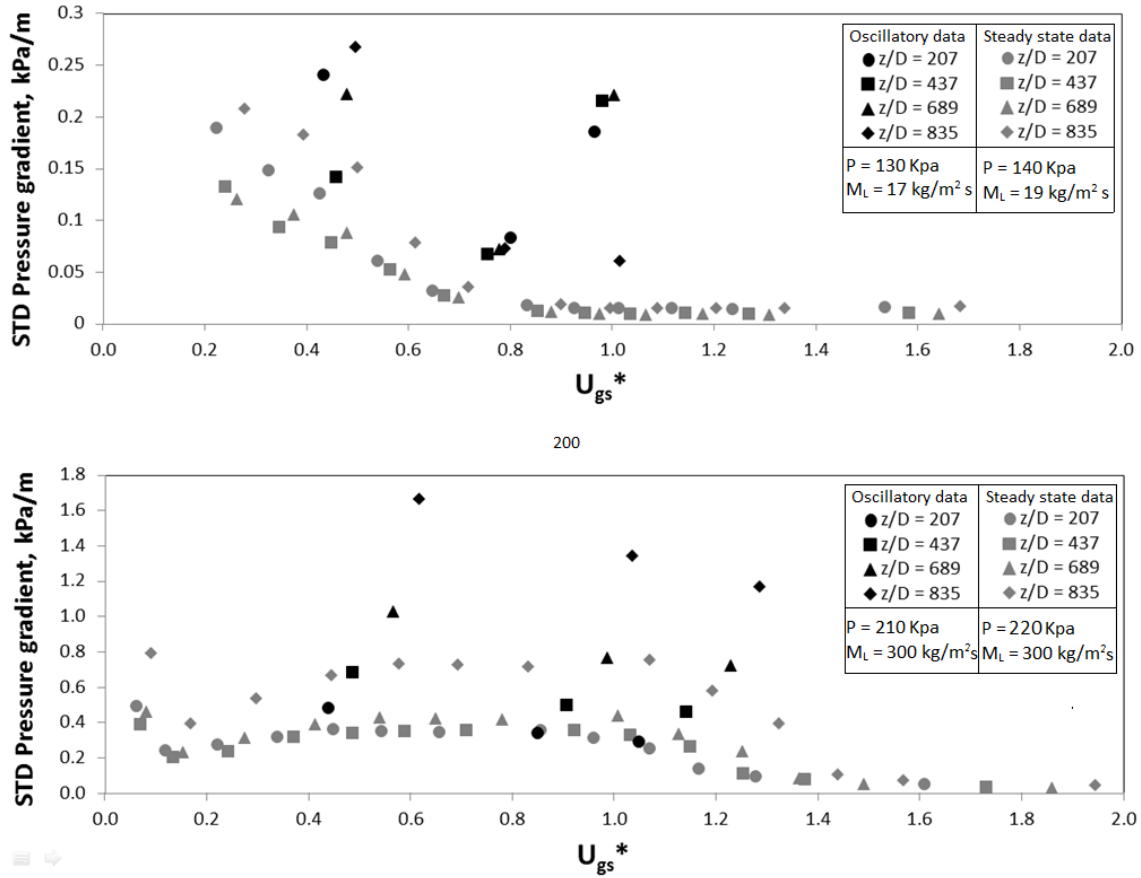 STD Pressure gradient, kPa/m
0.3
0.25
0.2
0.15
0.1
0.05
0
0.0 0.2 0.4 0.6 0.8 1.0 1.2 1.4 1.6 1.8 2.0
Ugs*
Oscillatory data Steady state data
z/D = 207 z/D = 207
z/D = 437 z/D = 437
z/D = 689 z/D = 689
z/D = 835 z/D = 835
P = 130 Kpa P = 140 Kpa
ML = 17 kg/m² s ML = 19 kg/m² s
200
STD Pressure gradient, kPa/m
1.8
1.6
1.4
1.2
1.0
0.8
0.6
0.4
0.2
0.0
0.0 0.2 0.4 0.6 0.8 1.0 1.2 1.4 1.6 1.8 2.0
Ugs*
Oscillatory data Steady state data
z/D = 207 z/D = 207
z/D = 437 z/D = 437
z/D = 689 z/D = 689
z/D = 835 z/D = 835
P = 210 Kpa P = 220 Kpa
ML = 300 kg/m²s ML = 300 kg/m²s